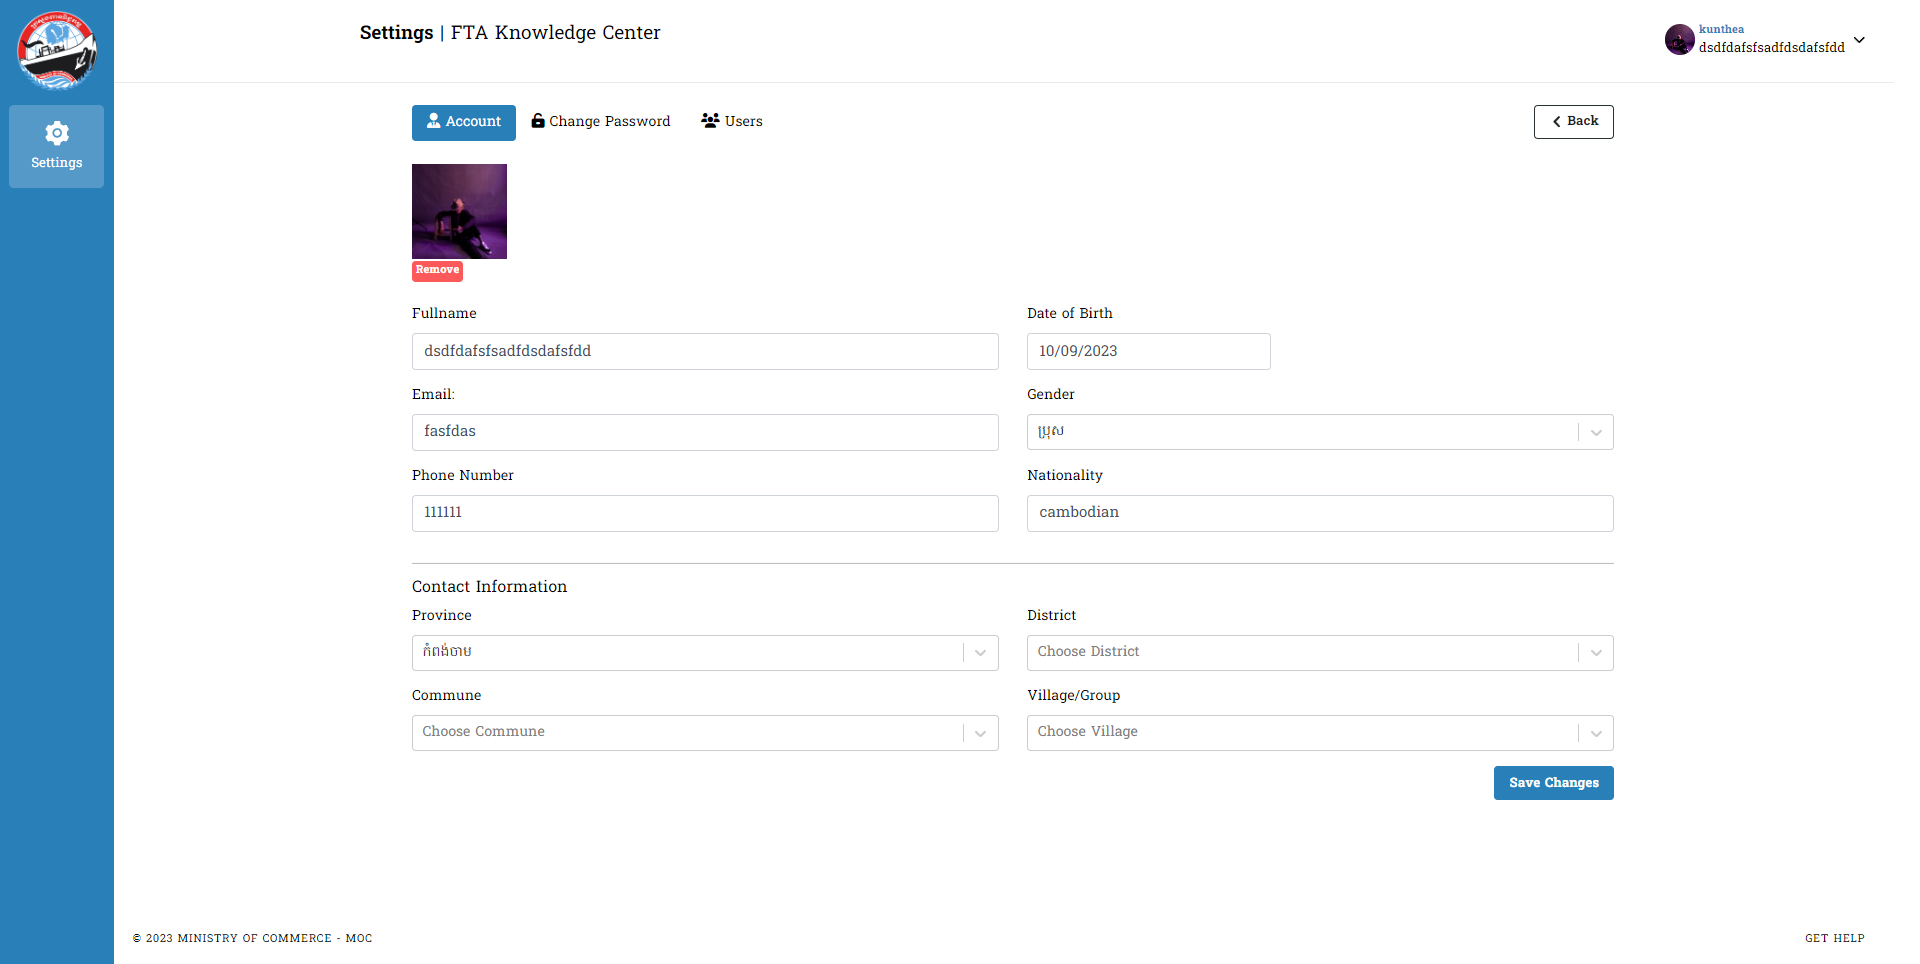 Settings | FTA Knowledge Center
kunthea
dsdfdafsfsadfdsdafsfdd
Settings
Account
Change Password
Users
Back
Remove
Fullname
Date of Birth
dsdfdafsfsadfdsdafsfdd
10/09/2023
Email:
Gender
fasfdas
ប្រុស
Phone Number
Nationality
111111
cambodian
Contact Information
Province
District
កំពង់ចាម
Choose District
Commune
Village/Group
Choose Commune
Choose Village
Save Changes
© 2023 MINISTRY OF COMMERCE - MOC
GET HELP